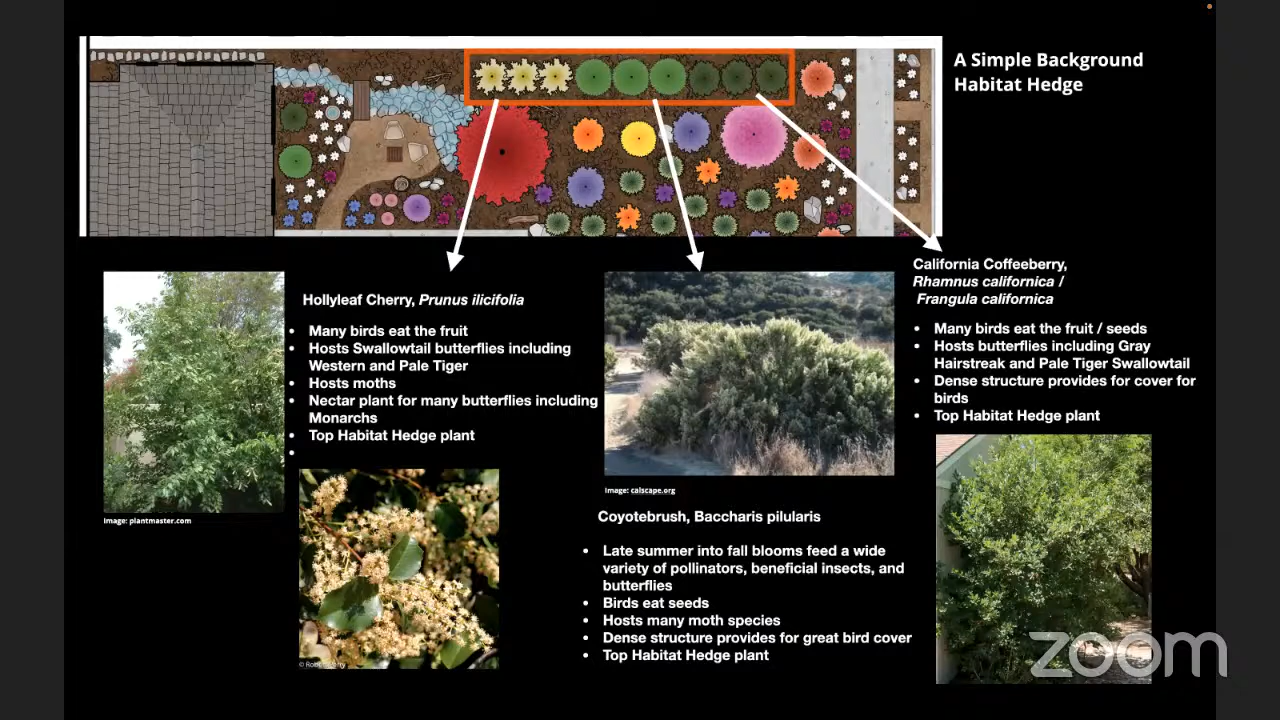 A Simple Background
Habitat Hedge
Hollyleaf Cherry, Prunus ilicifolia
• Many birds eat the fruit
• Hosts Swallowtail butterflies including
Western and Pale Tiger
• Hosts moths
• Nectar plant for many butterflies including
Monarchs
• Top Habitat Hedge plant
•
Image: plantmaster.com
Image: calscape.org
Coyotebrush, Baccharis pilularis
• Late summer into fall blooms feed a wide
variety of pollinators, beneficial insects, and
butterflies
• Birds eat seeds
• Hosts many moth species
• Dense structure provides for great bird cover
• Top Habitat Hedge plant
California Coffeeberry,
Rhamnus californica /
Frangula californica
• Many birds eat the fruit / seeds
• Hosts butterflies including Gray
Hairstreak and Pale Tiger Swallowtail
• Dense structure provides for cover for
birds
• Top Habitat Hedge plant
zoom